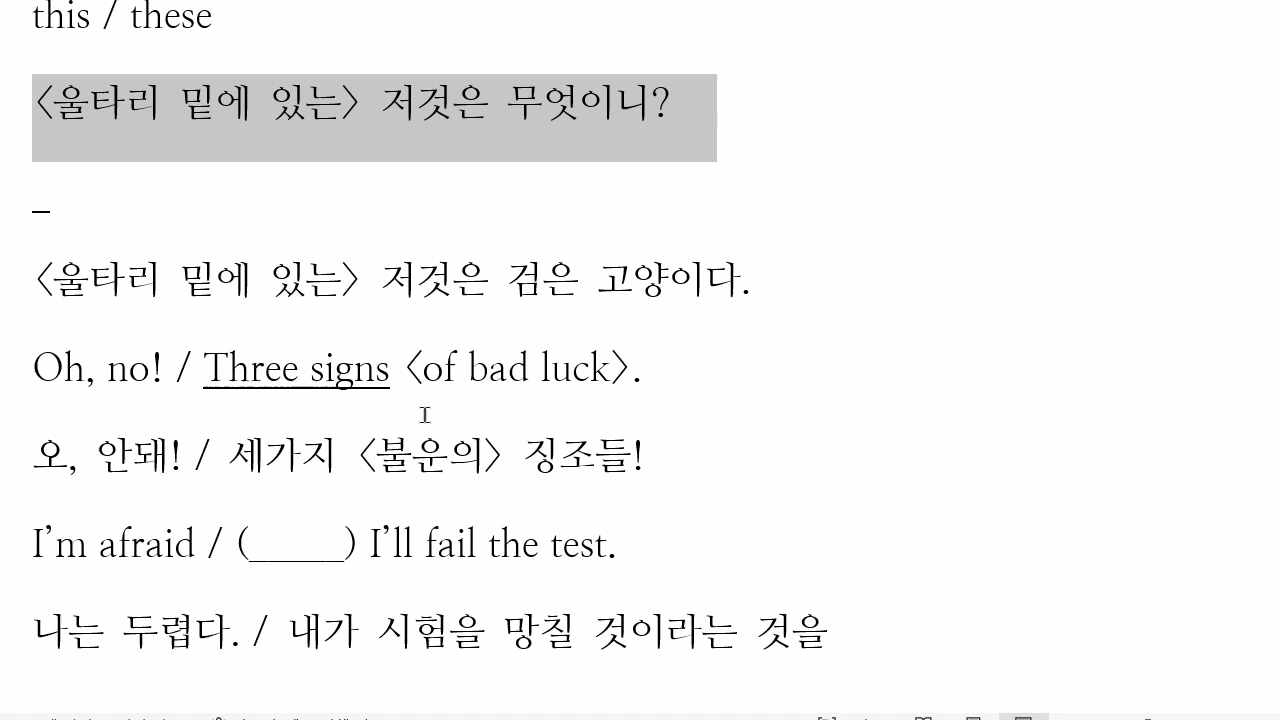 this / these
〈울타리 밑에 있는〉 저것은 무엇이니?
_
〈울타리 밑에 있는〉 저것은 검은 고양이다.
Oh, no! / Three signs 〈of bad luck〉.
오, 안돼! / 세가지 〈불운의〉 징조들!
I’m afraid / (_____) I’ll fail the test.
나는 두렵다. / 내가 시험을 망칠 것이라는 것을